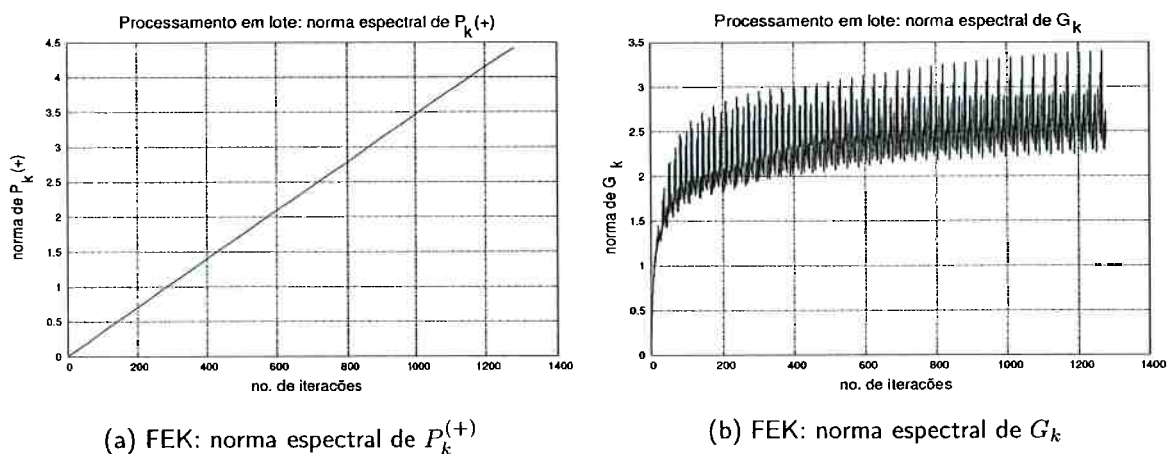 Processamento em lote: norma espectral de P_k(+)
norma de P_k(+)
4.5
4
3.5
3
2.5
2
1.5
1
0.5
0
0 200 400 600 800 1000 1200 1400
no. de iteracões
(a) FEK: norma espectral de P_k^(+)
Processamento em lote: norma espectral de G_k
norma de G_k
3.5
3
2.5
2
1.5
1
0.5
0
0 200 400 600 800 1000 1200 1400
no. de iteracões
(b) FEK: norma espectral de G_k